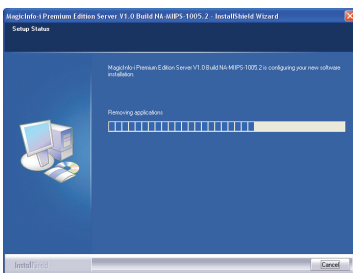 MagicInfo-i Premium Edition Server V1.0 Build NA-MIIPS-1005.2 - InstallShield Wizard
Setup Status
MagicInfo-i Premium Edition Server V1.0 Build NA-MIIPS-1005.2 is configuring your new software
installation.
Removing applications
InstallShield
Cancel